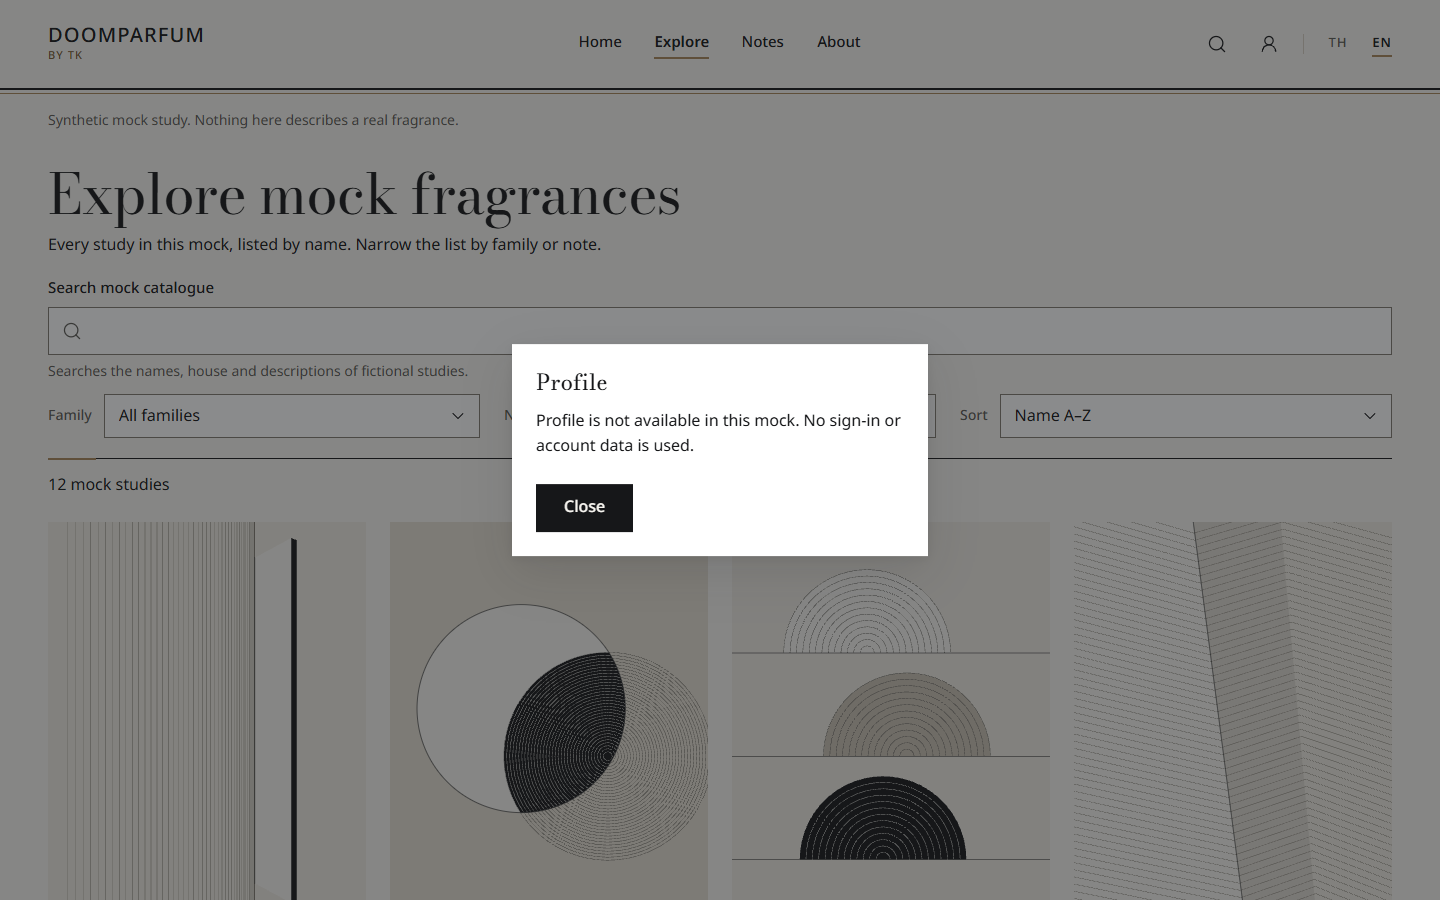 DOOMPARFUM
BY TK
Home
Explore
Notes
About
TH
EN
Synthetic mock study. Nothing here describes a real fragrance.
Explore mock fragrances
Every study in this mock, listed by name. Narrow the list by family or note.
Search mock catalogue
Searches the names, house and descriptions of fictional studies.
Family
All families
Sort
Name A–Z
12 mock studies
Profile
Profile is not available in this mock. No sign-in or
account data is used.
Close